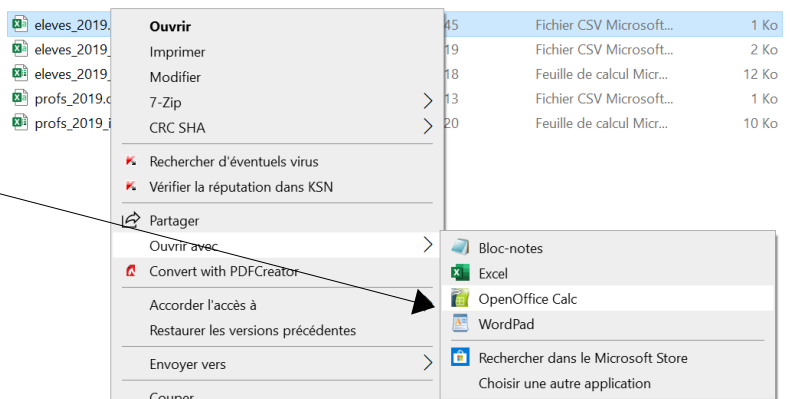 eleves_2019.
45
Fichier CSV Microsoft...
1 Ko
eleves_2019_
19
Fichier CSV Microsoft...
2 Ko
eleves_2019_
18
Feuille de calcul Micr...
12 Ko
profs_2019.c
13
Fichier CSV Microsoft...
1 Ko
profs_2019_i
20
Feuille de calcul Micr...
10 Ko
Ouvrir
Imprimer
Modifier
7-Zip
CRC SHA
Rechercher d'éventuels virus
Vérifier la réputation dans KSN
Partager
Ouvrir avec
Convert with PDFCreator
Accorder l'accès à
Restaurer les versions précédentes
Envoyer vers
Couper
Bloc-notes
Excel
OpenOffice Calc
WordPad
Rechercher dans le Microsoft Store
Choisir une autre application